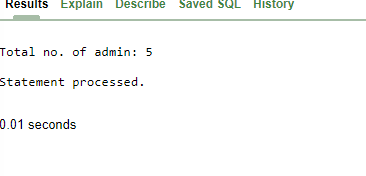 Results Explain Describe Saved SQL History
Total no. of admin: 5
Statement processed.
0.01 seconds